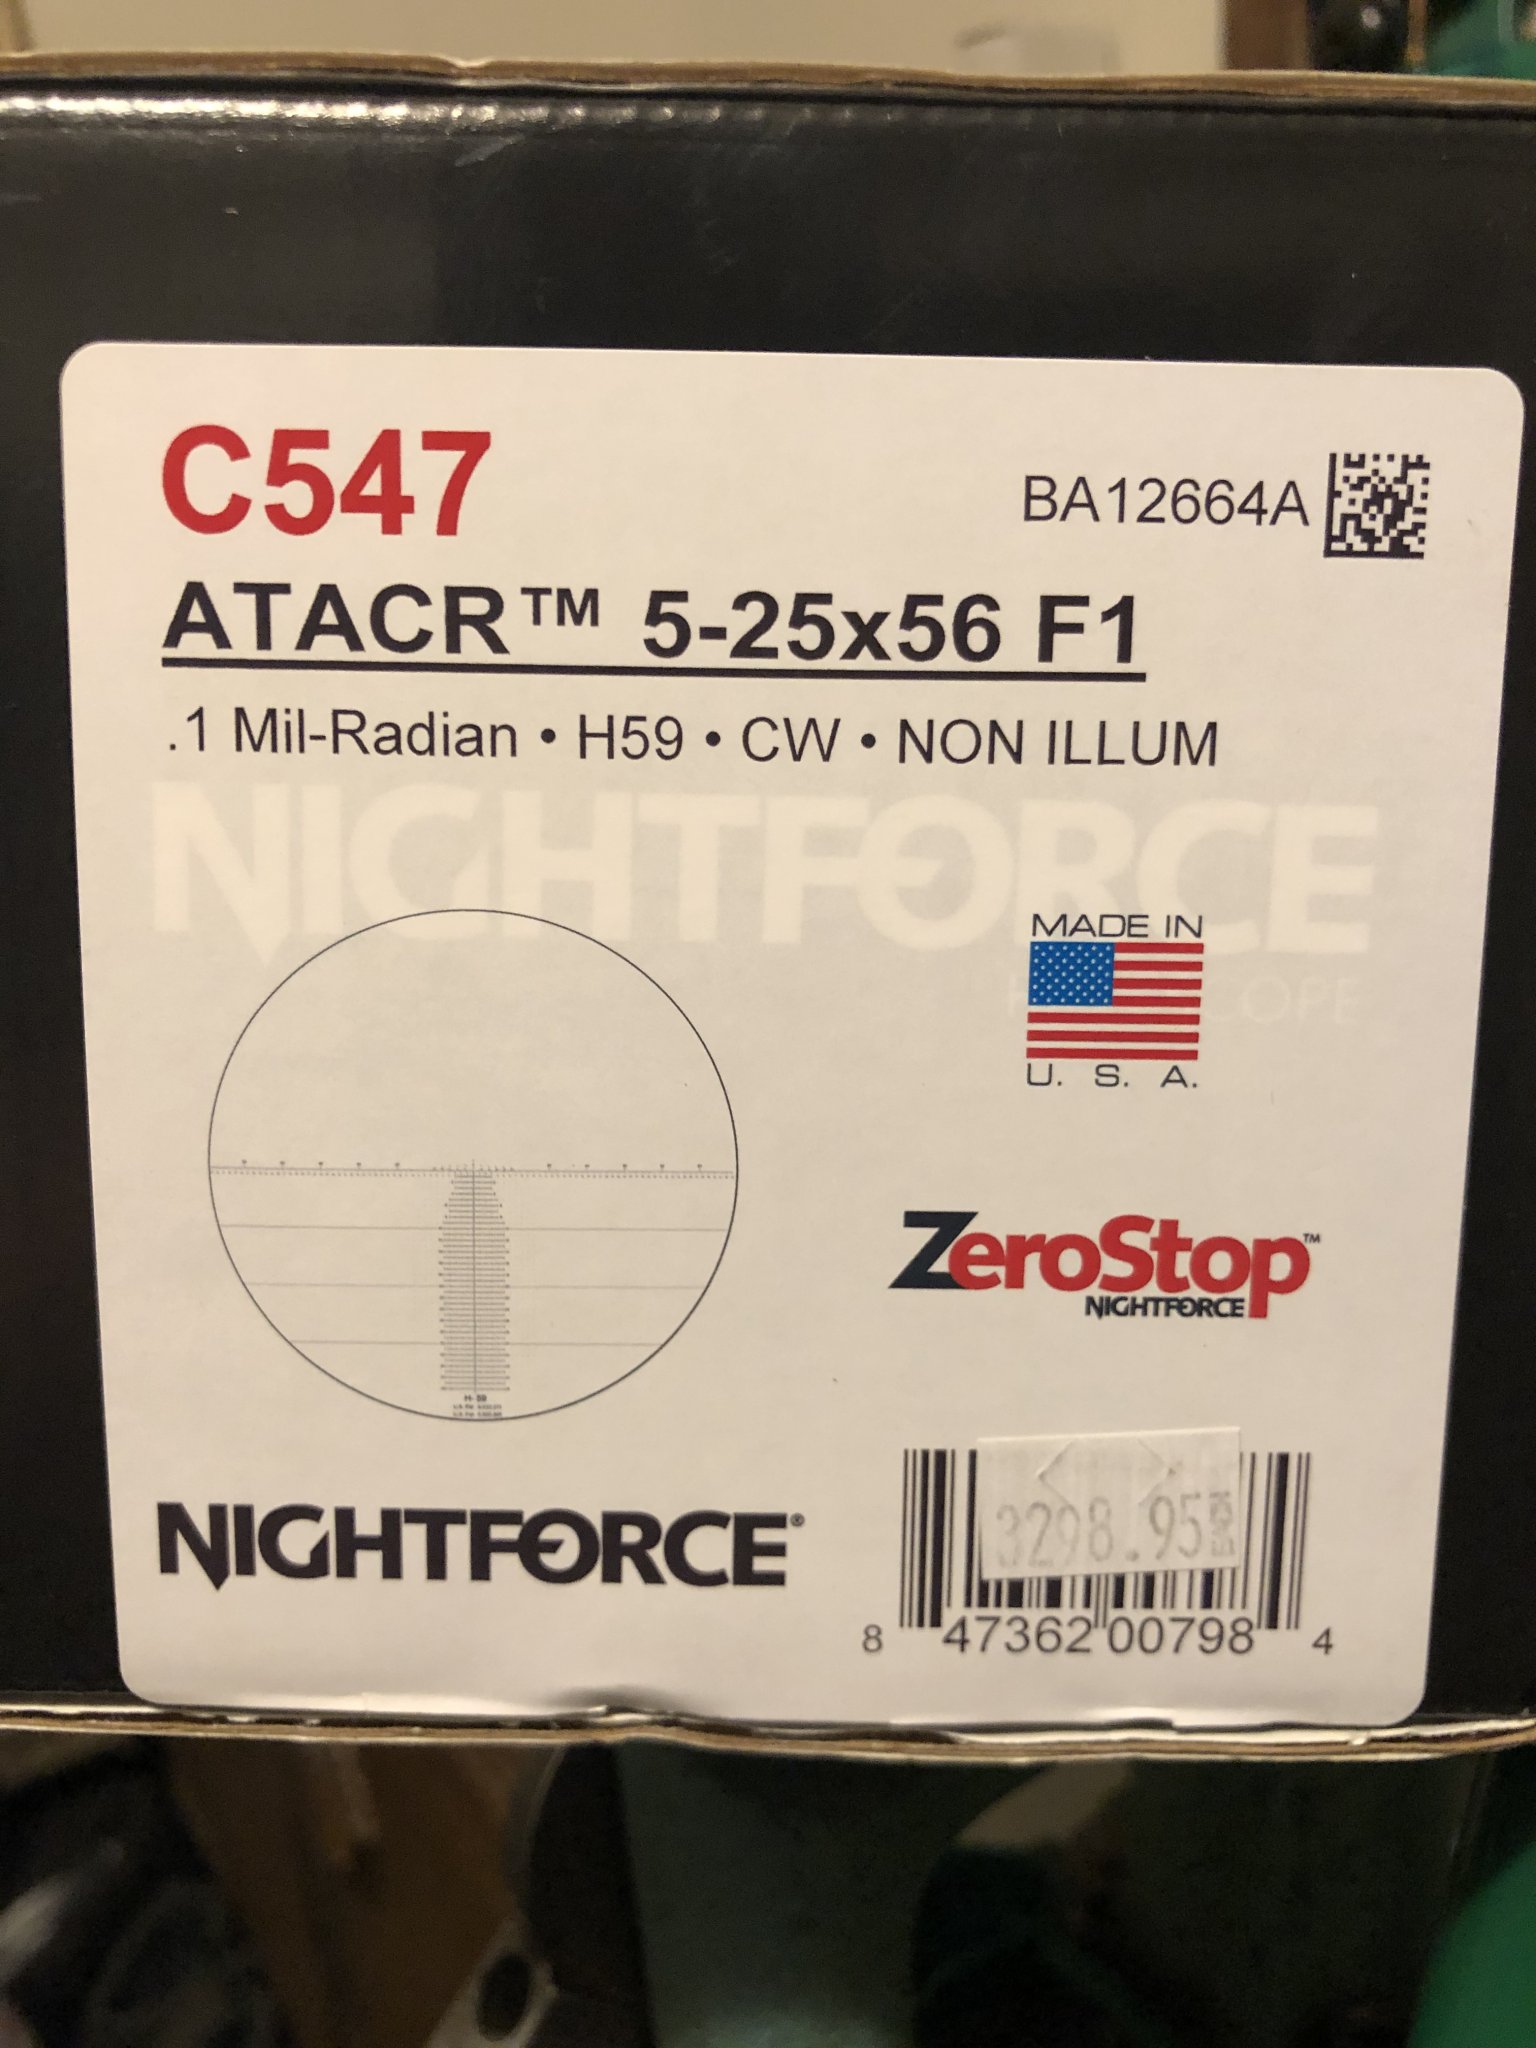 C547
BA12664A
ATACR™ 5-25x56 F1
.1 Mil-Radian • H59 • CW • NON ILLUM
NIGHTFORCE
MADE IN
U. S. A.
ZeroStop™
NIGHTFORCE
H-59
NIGHTFORCE®
3298.95
8 47362 00798 4